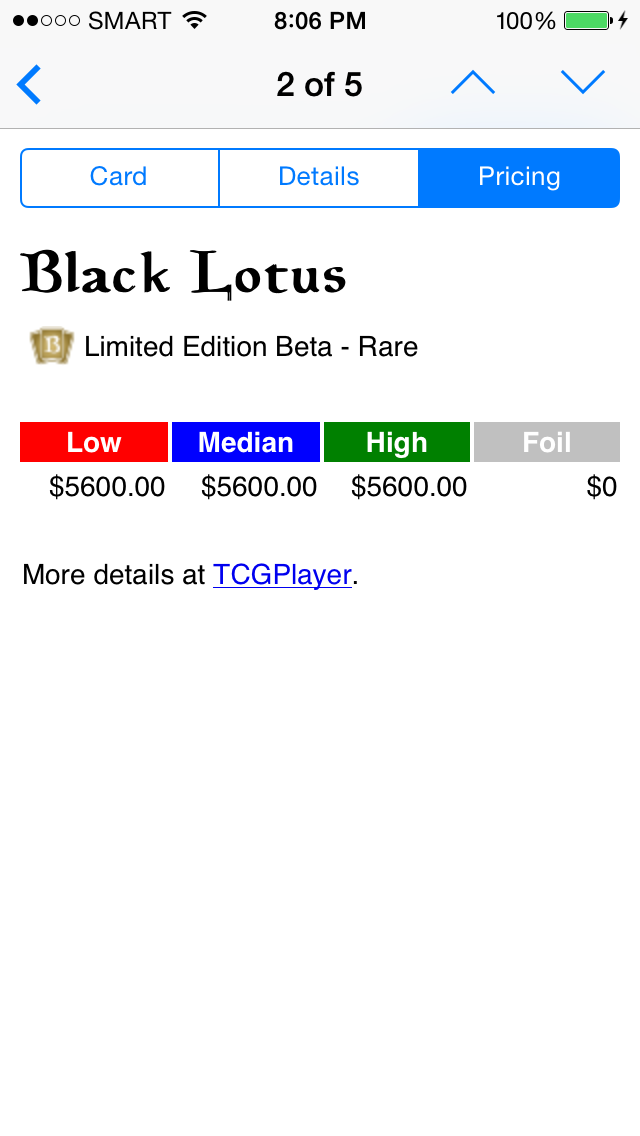 SMART 8:06 PM 100%
2 of 5
Card Details Pricing
Black Lotus
B Limited Edition Beta - Rare
Low Median High Foil
$5600.00 $5600.00 $5600.00 $0
More details at TCGPlayer.